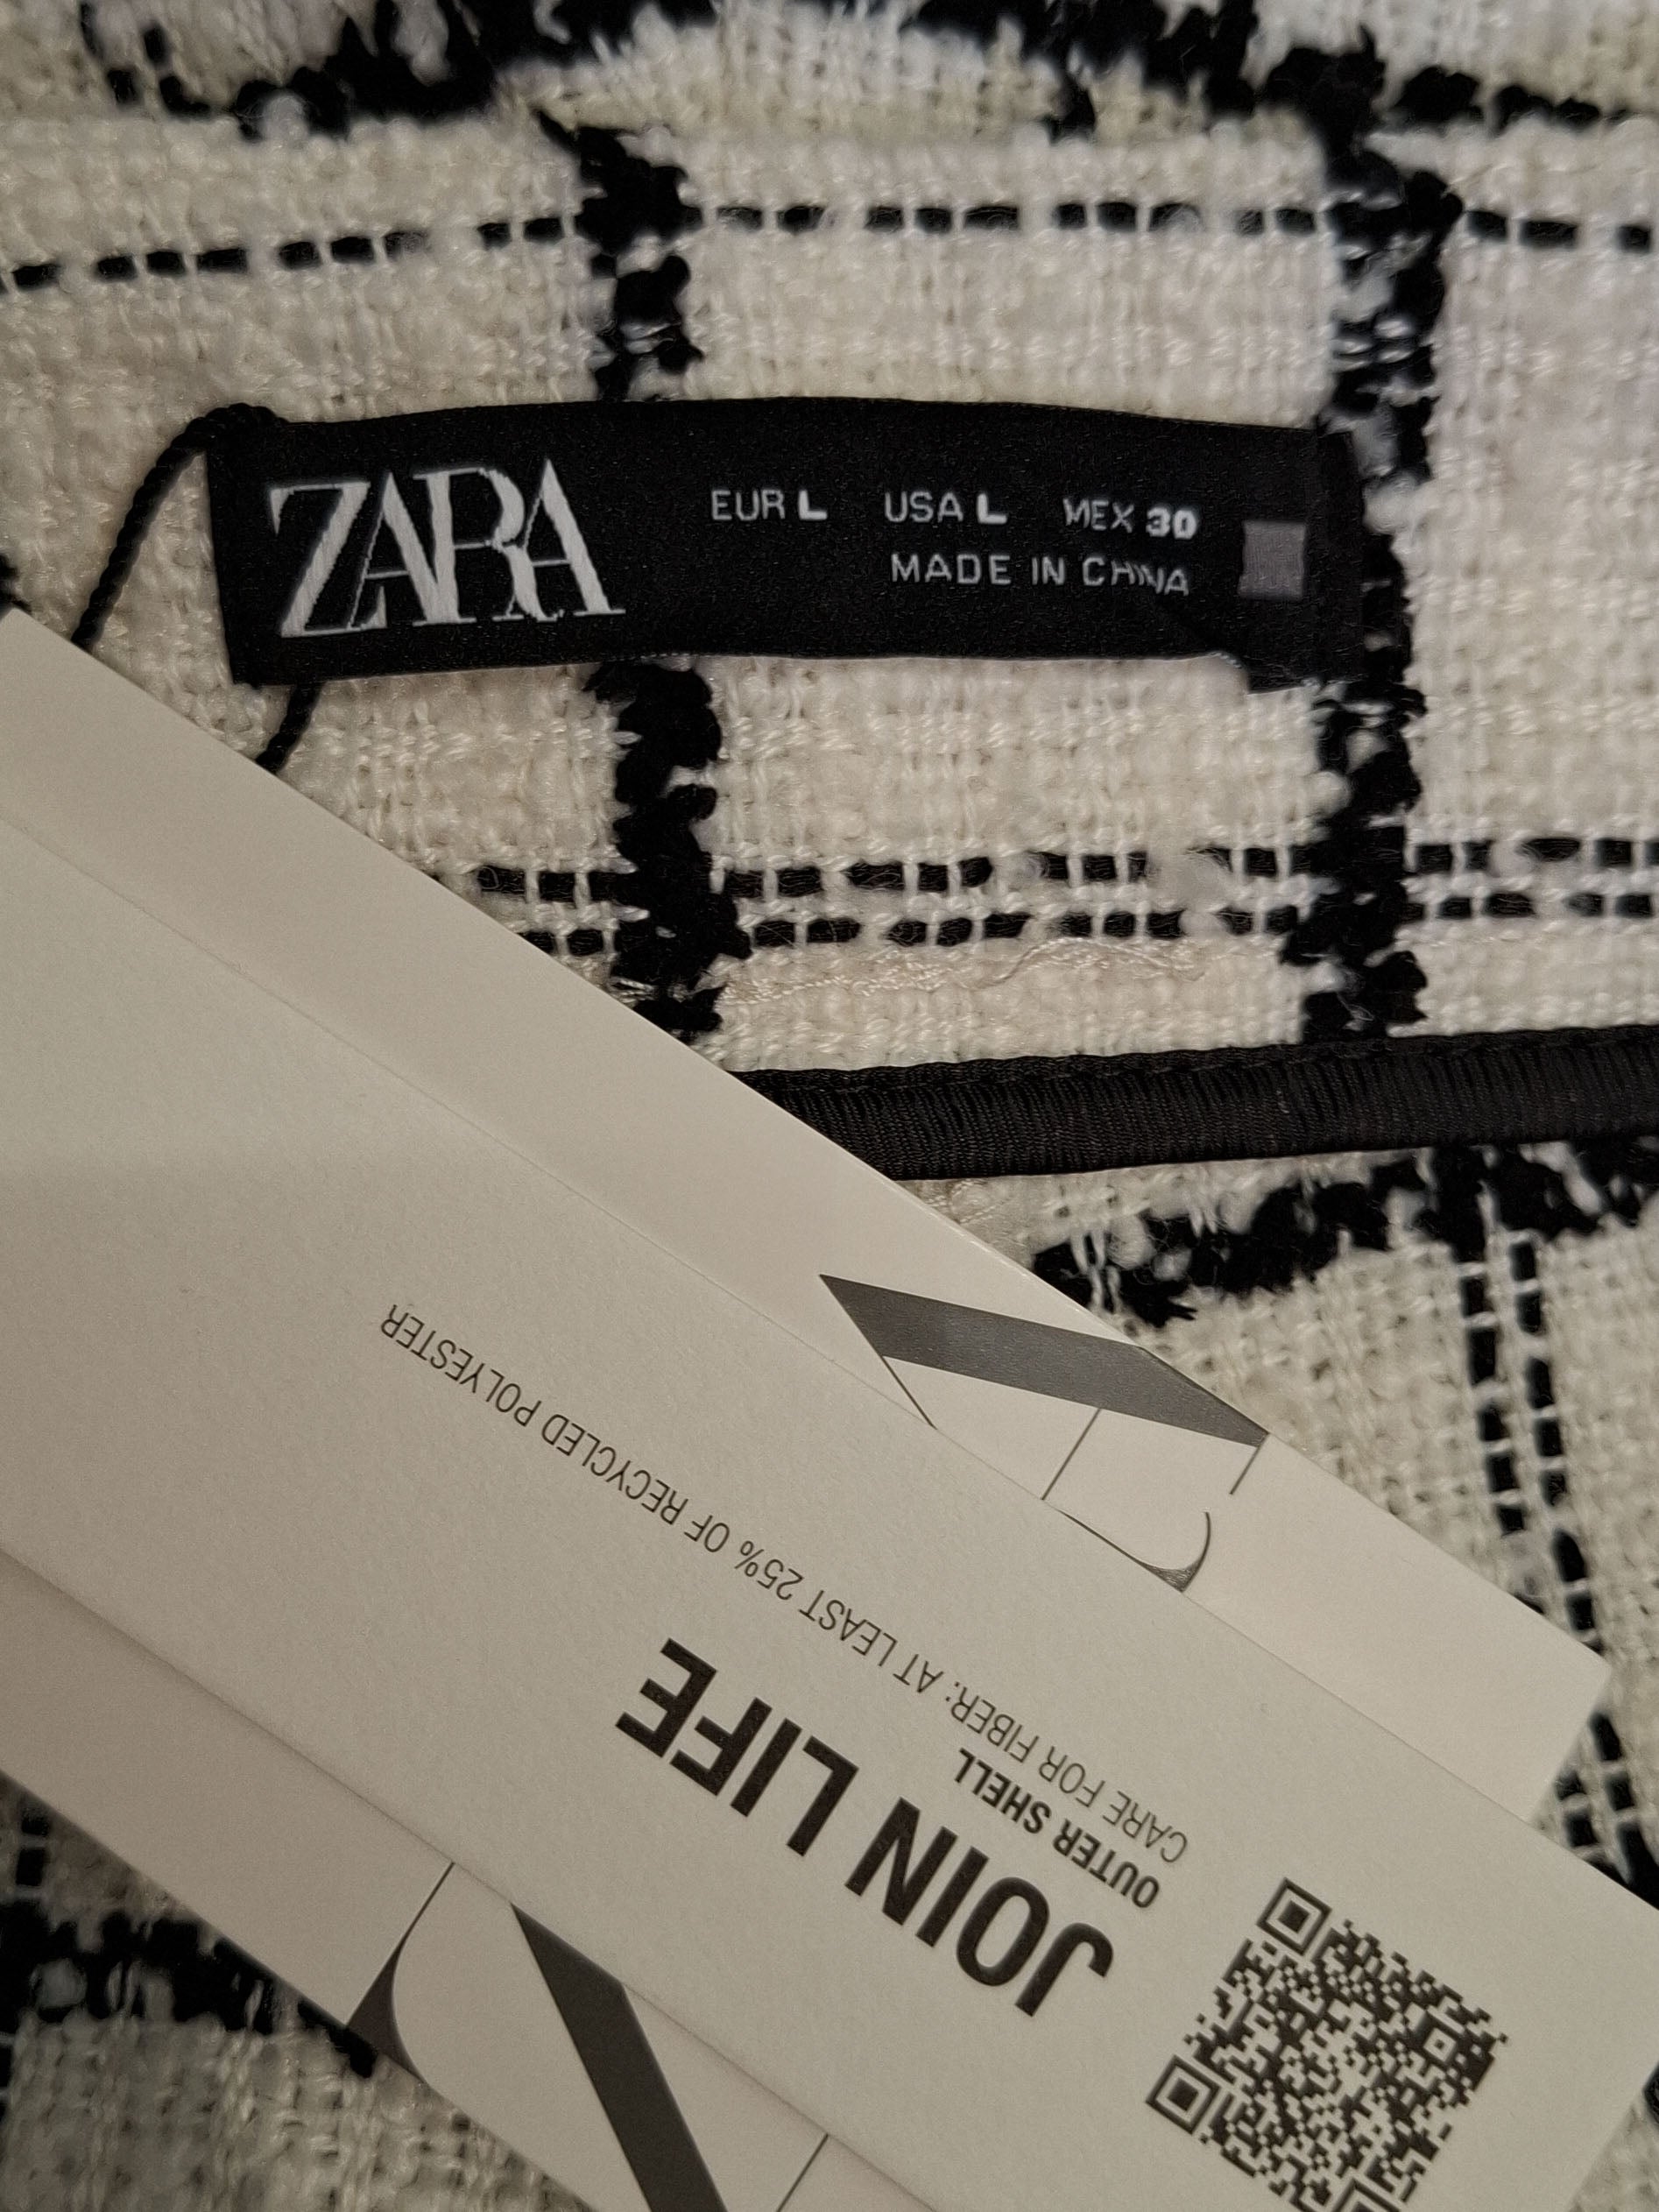 ZARA
EUR L USA L MEX 30
MADE IN CHINA
JOIN LIFE
OUTER SHELL
CARE FOR FIBER: AT LEAST 25% OF RECYCLED POLYESTER